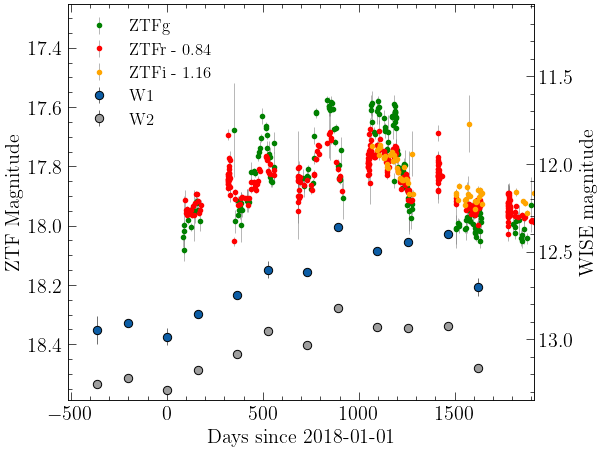 ZTFg
ZTFr - 0.84
ZTFi - 1.16
W1
W2
17.4
17.6
17.8
18.0
18.2
18.4
ZTF Magnitude
11.5
12.0
12.5
13.0
WISE magnitude
−500
0
500
1000
1500
Days since 2018-01-01